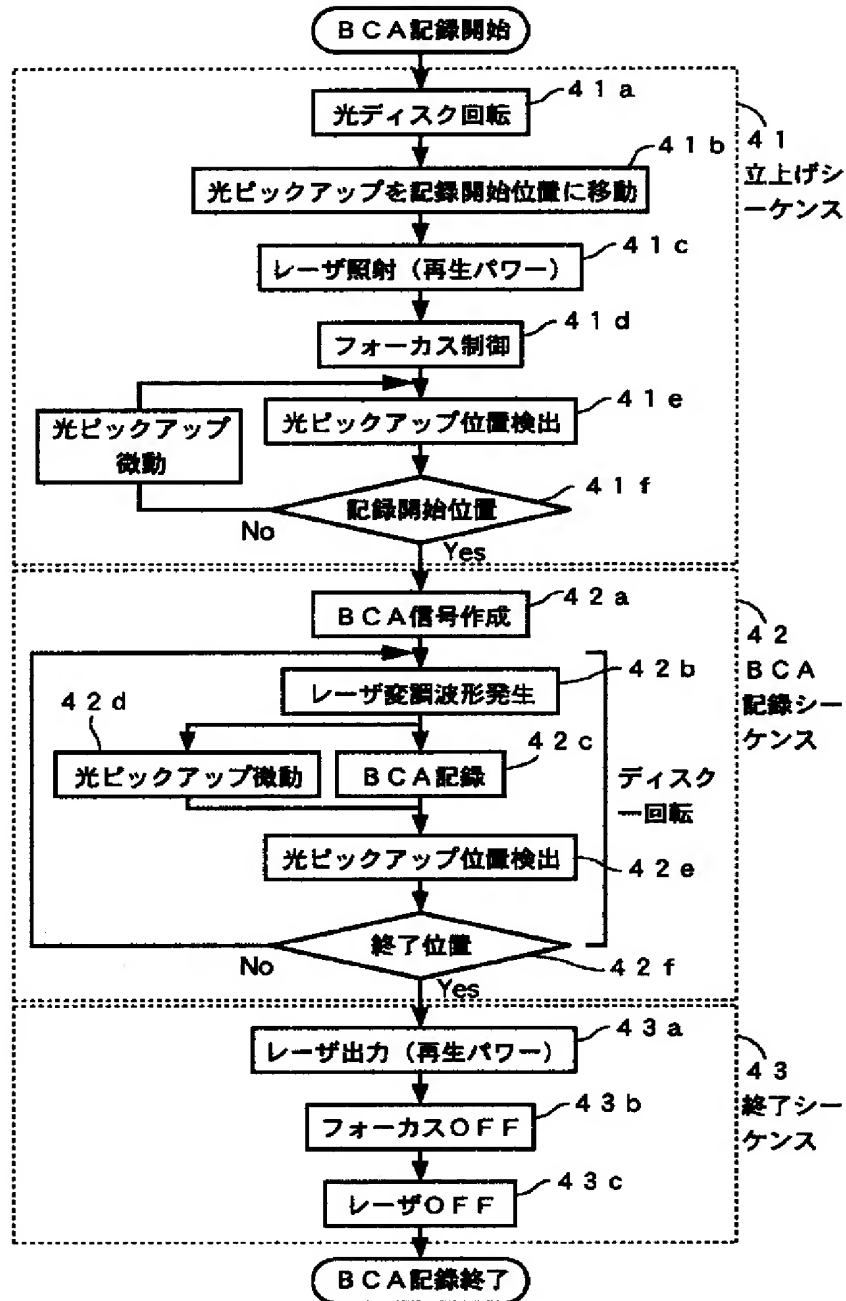 BCA記録開始
41a
光ディスク回転
41b
光ピックアップを記録開始位置に移動
41
立上げシ
ーケンス
41c
レーザ照射（再生パワー）
41d
フォーカス制御
41e
光ピックアップ位置検出
光ピックアップ
微動
41f
記録開始位置
No
Yes
42a
BCA信号作成
42
BCA
記録シー
ケンス
42b
レーザ変調波形発生
42d
光ピックアップ微動
42c
BCA記録
ディスク
一回転
光ピックアップ位置検出
42e
終了位置
42f
No
Yes
43a
レーザ出力（再生パワー）
43
終了シー
ケンス
43b
フォーカスOFF
43c
レーザOFF
BCA記録終了